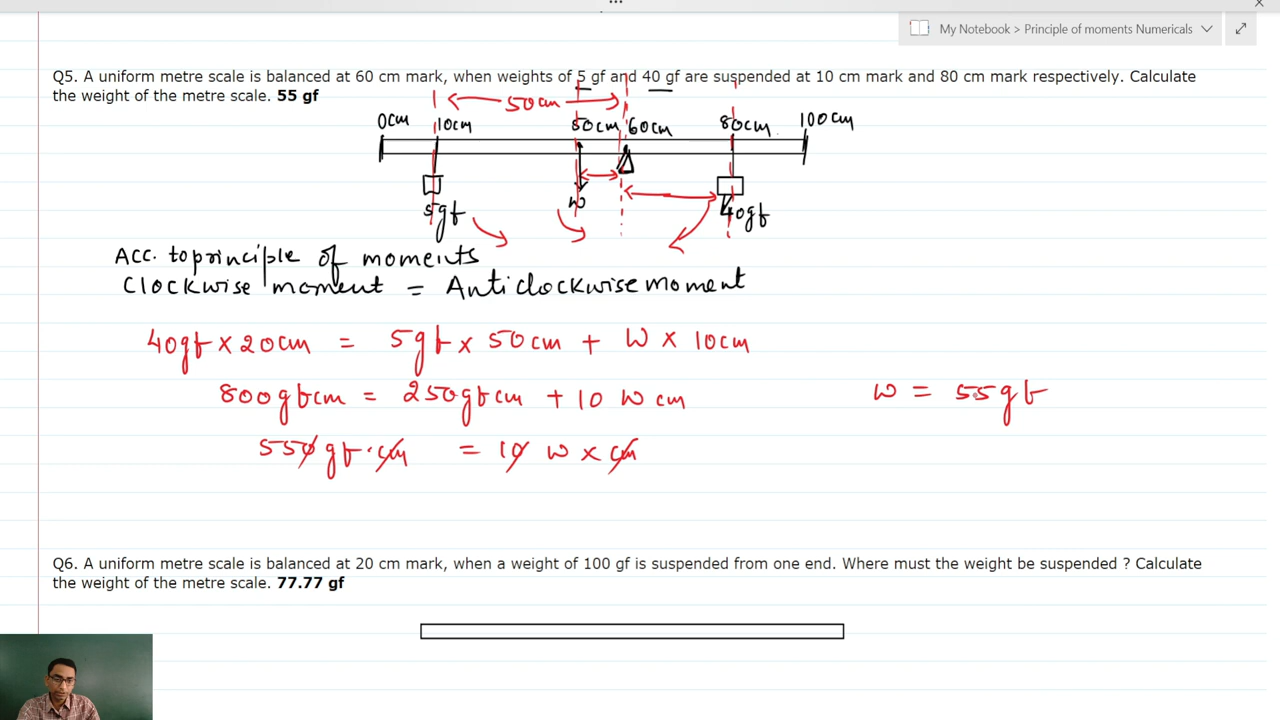 My Notebook > Principle of moments Numericals
Q5. A uniform metre scale is balanced at 60 cm mark, when weights of 5 gf and 40 gf are suspended at 10 cm mark and 80 cm mark respectively. Calculate
the weight of the metre scale. 55 gf
50cm
0cm 10cm 50cm 60cm 80cm 100cm
5gf w 40gf
Acc. to principle of moments
Clockwise moment = Anticlockwise moment
40gf x 20cm = 5gf x 50cm + W x 10cm
800gfcm = 250gfcm + 10 w cm w = 55gf
550gf.cm = 10 w x cm
Q6. A uniform metre scale is balanced at 20 cm mark, when a weight of 100 gf is suspended from one end. Where must the weight be suspended ? Calculate
the weight of the metre scale. 77.77 gf